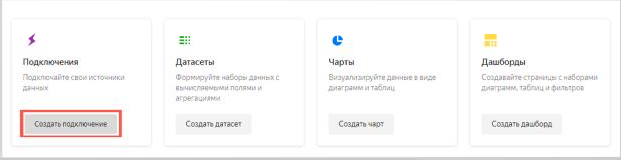 Подключения
Подключайте свои источники
данных
Создать подключение
Датасеты
Формируйте наборы данных с
вычисляемыми полями и
агрегациями
Создать датасет
Чарты
Визуализируйте данные в виде
диаграмм и таблиц
Создать чарт
Дашборды
Создавайте страницы с наборами
диаграмм, таблиц и фильтров
Создать дашборд